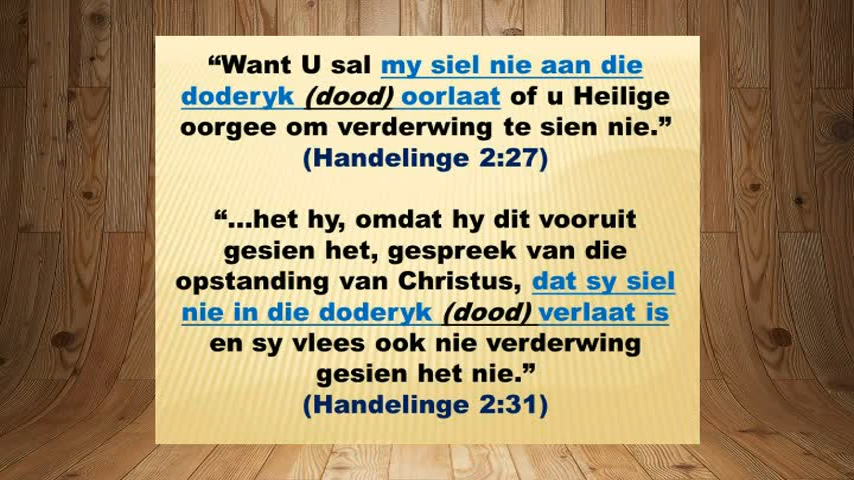 “Want U sal my siel nie aan die
doderyk (dood) oorlaat of u Heilige
oorgee om verderwing te sien nie.”
(Handelinge 2:27)
“...het hy, omdat hy dit vooruit
gesien het, gespreek van die
opstanding van Christus, dat sy siel
nie in die doderyk (dood) verlaat is
en sy vlees ook nie verderwing
gesien het nie.”
(Handelinge 2:31)